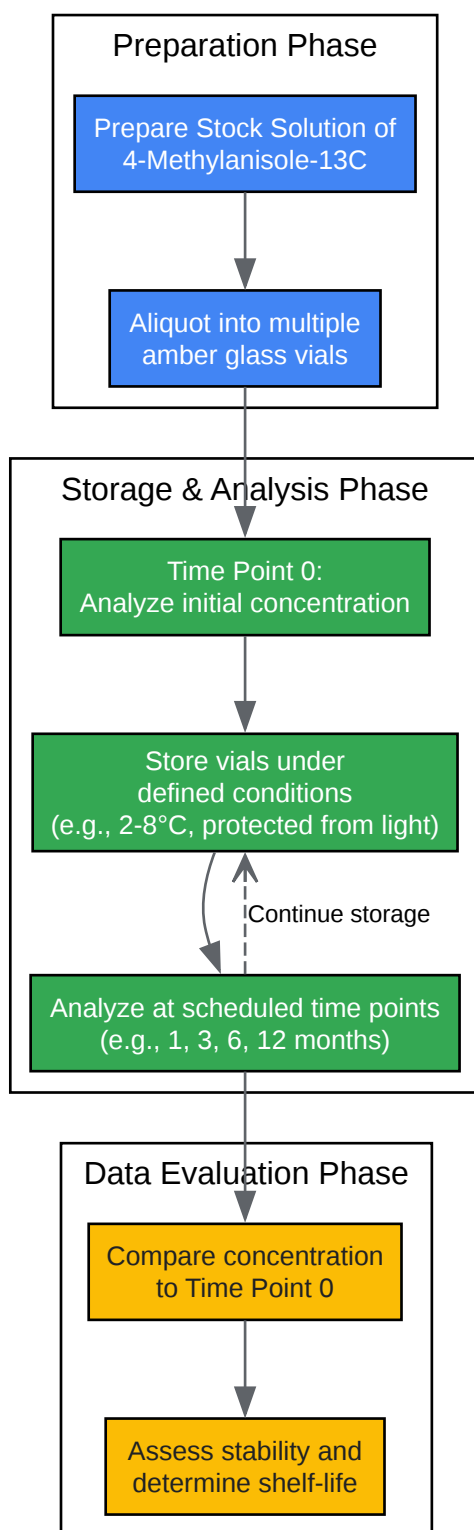 Preparation Phase
Prepare Stock Solution of
4-Methylanisole-13C
Aliquot into multiple
amber glass vials
Storage & Analysis Phase
Time Point 0:
Analyze initial concentration
Store vials under
defined conditions
(e.g., 2-8°C, protected from light)
Continue storage
Analyze at scheduled time points
(e.g., 1, 3, 6, 12 months)
Data Evaluation Phase
Compare concentration
to Time Point 0
Assess stability and
determine shelf-life